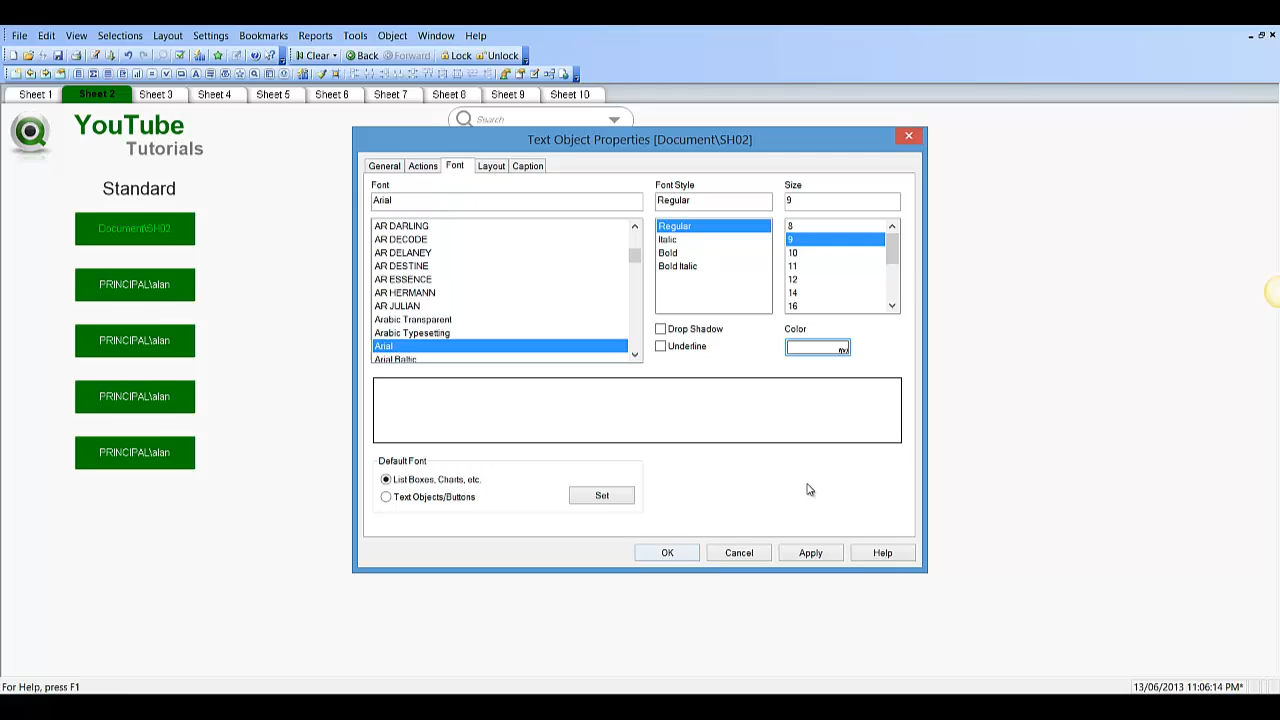 File Edit View Selections Layout Settings Bookmarks Reports Tools Object Window Help
Clear Back Forward Lock Unlock
Sheet 1 Sheet 2 Sheet 3 Sheet 4 Sheet 5 Sheet 6 Sheet 7 Sheet 8 Sheet 9 Sheet 10
YouTube
Tutorials
Search
Standard
Document\SH02
PRINCIPAL\alan
PRINCIPAL\alan
PRINCIPAL\alan
PRINCIPAL\alan
Text Object Properties [Document\SH02]
General Actions Font Layout Caption
Font Font Style Size
Arial Regular 9
AR DARLING Regular 8
AR DECODE Italic 9
AR DELANEY Bold 10
AR DESTINE Bold Italic 11
AR ESSENCE 12
AR HERMANN 14
AR JULIAN 16
Arabic Transparent
Arabic Typesetting Drop Shadow Color
Arial Underline
Arial Baltic
Default Font
List Boxes, Charts, etc.
Text Objects/Buttons Set
OK Cancel Apply Help
For Help, press F1 13/06/2013 11:06:14 PM*